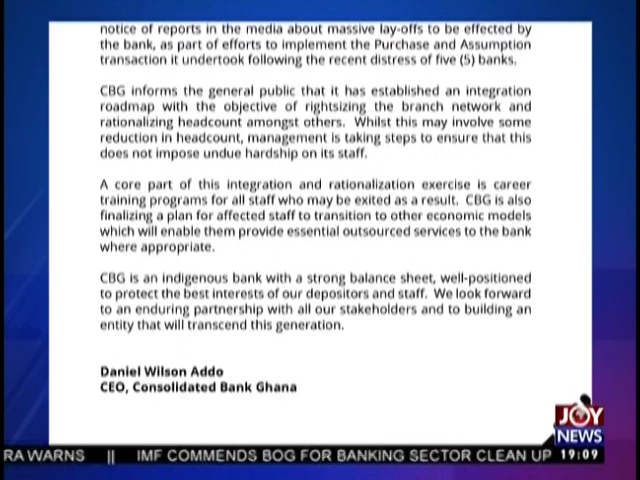 notice of reports in the media about massive lay-offs to be effected by
the bank, as part of efforts to implement the Purchase and Assumption
transaction it undertook following the recent distress of five (5) banks.
CBG informs the general public that it has established an integration
roadmap with the objective of rightsizing the branch network and
rationalizing headcount amongst others. Whilst this may involve some
reduction in headcount, management is taking steps to ensure that this
does not impose undue hardship on its staff.
A core part of this integration and rationalization exercise is career
training programs for all staff who may be exited as a result. CBG is also
finalizing a plan for affected staff to transition to other economic models
which will enable them provide essential outsourced services to the bank
where appropriate.
CBG is an indigenous bank with a strong balance sheet, well-positioned
to protect the best interests of our depositors and staff. We look forward
to an enduring partnership with all our stakeholders and to building an
entity that will transcend this generation.
Daniel Wilson Addo
CEO, Consolidated Bank Ghana
JOY
NEWS
RA WARNS || IMF COMMENDS BOG FOR BANKING SECTOR CLEAN UP 19:09